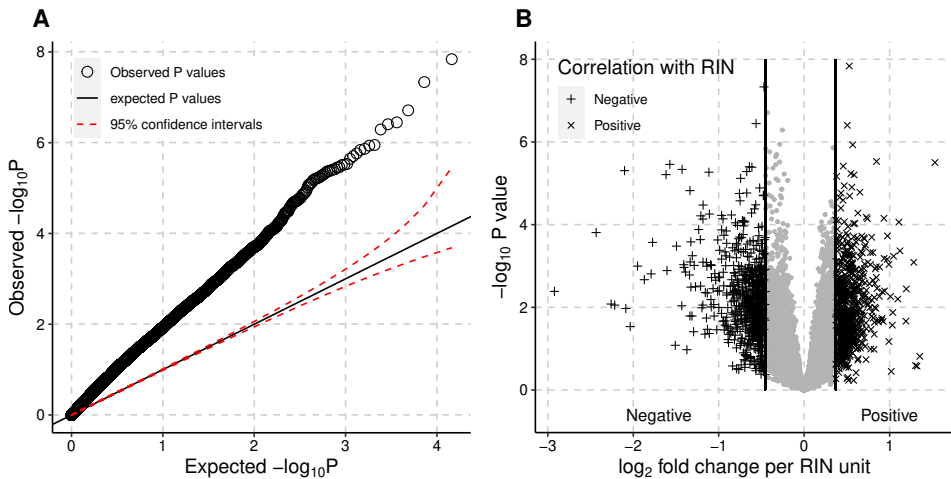 A
8
6
4
2
0
Observed −log10P
Observed P values
expected P values
95% confidence intervals
0 1 2 3 4
Expected −log10P
B
8
6
4
2
0
−log10 P value
Correlation with RIN
Negative
Positive
Negative Positive
−3 −2 −1 0 1
log2 fold change per RIN unit